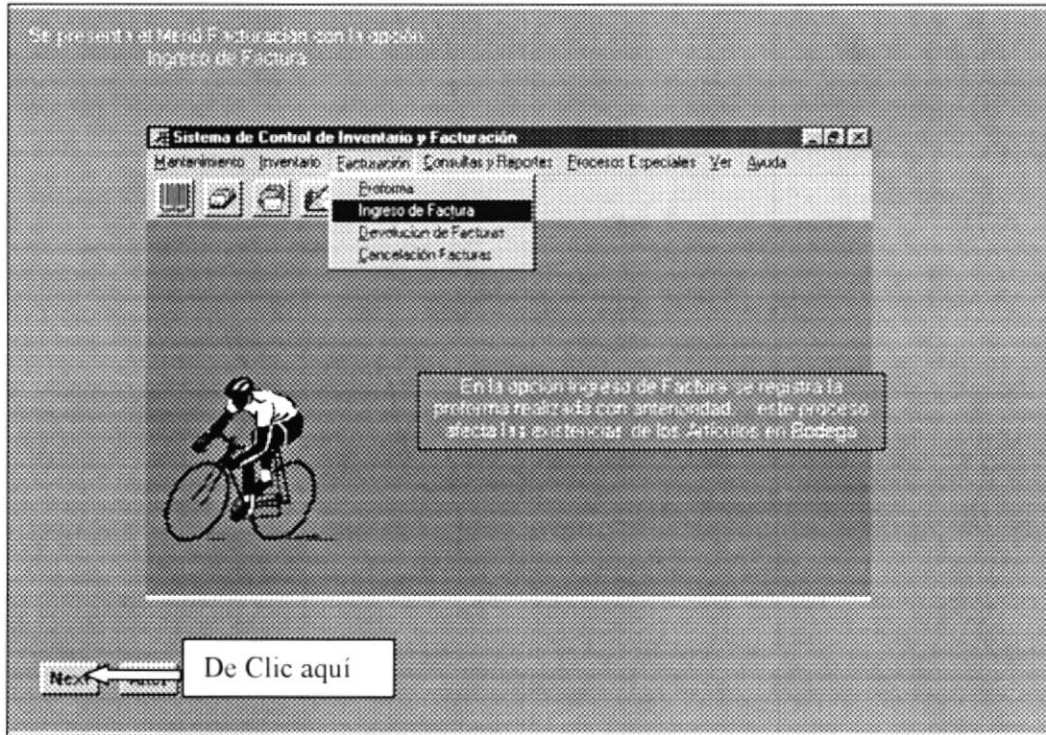 Se presenta el Menú Facturación con la opción
Ingreso de Factura
Sistema de Control de Inventario y Facturación
Mantenimiento Inventario Facturación Consultas y Reportes Procesos Especiales Ver Ayuda
Proforma
Ingreso de Factura
Devolucion de Facturas
Cancelación Facturas
En la opción Ingreso de Factura se registra la
proforma realizada con anterioridad, este proceso
afecta las existencias de los Artículos en Bodega
Next
De Clic aquí